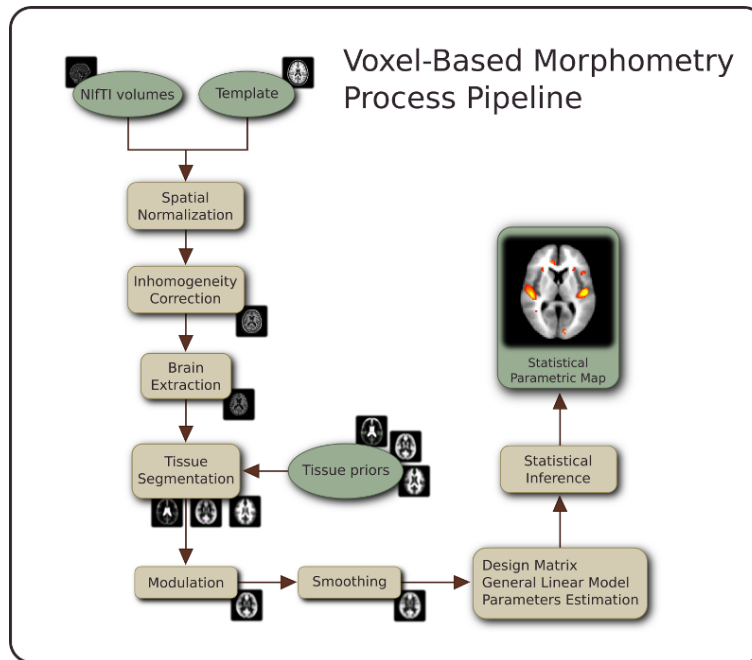 Voxel-Based Morphometry
Process Pipeline
NIfTI volumes
Template
Spatial
Normalization
Inhomogeneity
Correction
Brain
Extraction
Tissue
Segmentation
Tissue priors
Modulation
Smoothing
Design Matrix
General Linear Model
Parameters Estimation
Statistical
Inference
Statistical
Parametric Map